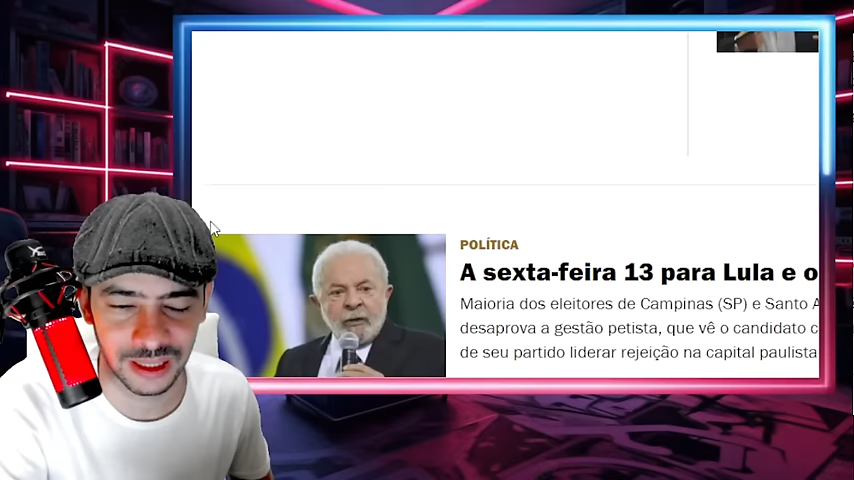 POLÍTICA
A sexta-feira 13 para Lula e o
Maioria dos eleitores de Campinas (SP) e Santo A
desaprova a gestão petista, que vê o candidato c
de seu partido liderar rejeição na capital paulista